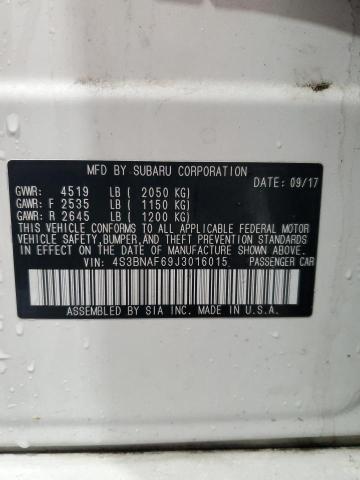 MFD BY SUBARU CORPORATION
DATE: 09/17
GVWR: 4519 LB ( 2050 KG)
GAWR: F 2535 LB ( 1150 KG)
GAWR: R 2645 LB ( 1200 KG)
THIS VEHICLE CONFORMS TO ALL APPLICABLE FEDERAL MOTOR
VEHICLE SAFETY, BUMPER, AND THEFT PREVENTION STANDARDS
IN EFFECT ON THE DATE OF MANUFACTURE SHOWN ABOVE.
VIN: 4S3BNAF69J3016015 PASSENGER CAR
ASSEMBLED BY SIA INC. MADE IN U.S.A.